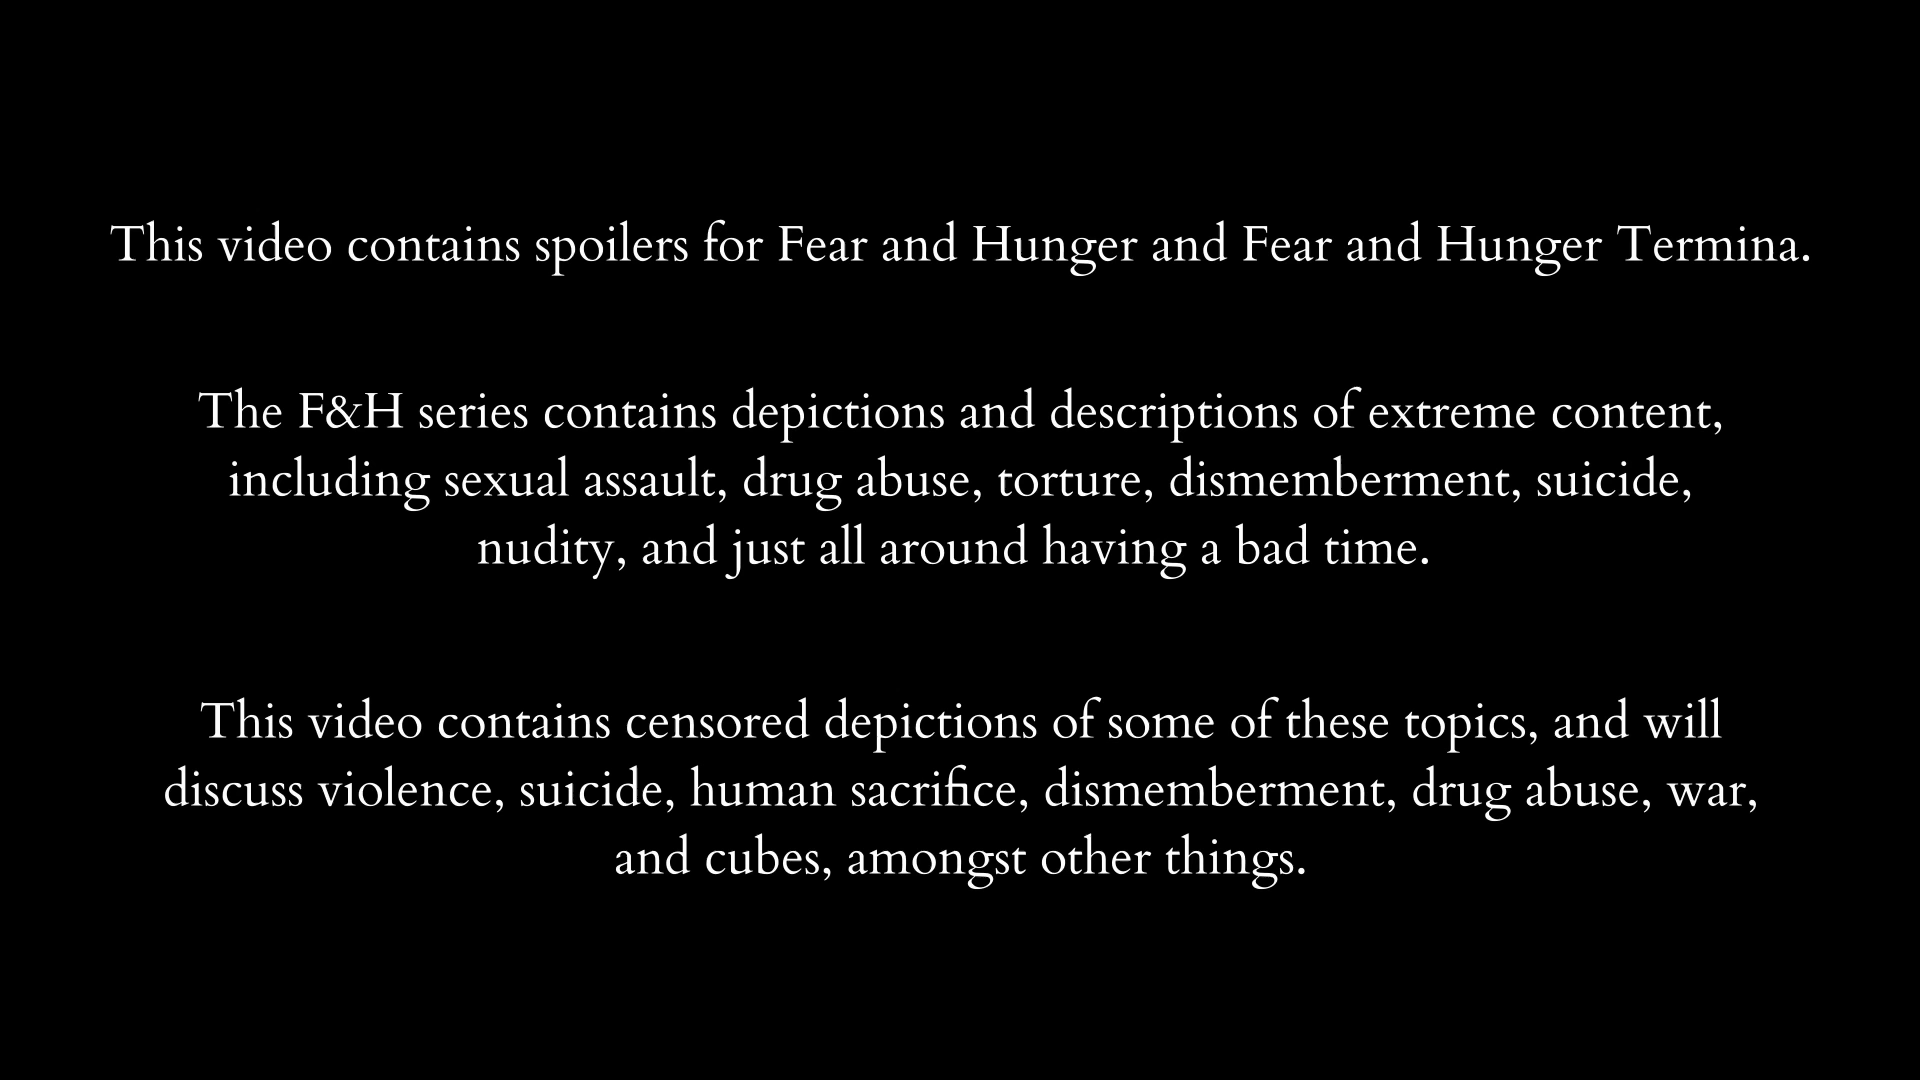 This video contains spoilers for Fear and Hunger and Fear and Hunger Termina.
The F&H series contains depictions and descriptions of extreme content,
including sexual assault, drug abuse, torture, dismemberment, suicide,
nudity, and just all around having a bad time.
This video contains censored depictions of some of these topics, and will
discuss violence, suicide, human sacrifice, dismemberment, drug abuse, war,
and cubes, amongst other things.